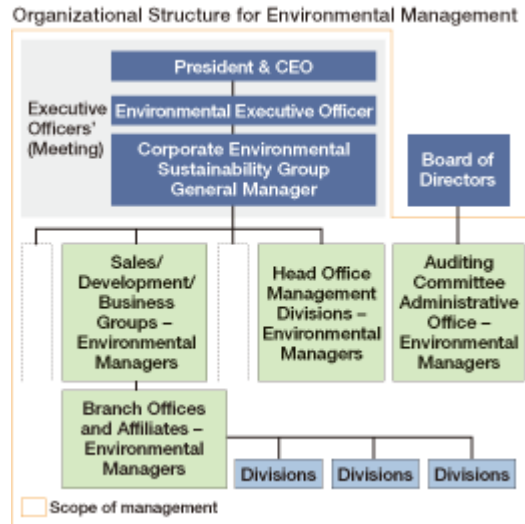 Organizational Structure for Environmental Management
President & CEO
Executive
Officers'
(Meeting)
Environmental Executive Officer
Corporate Environmental
Sustainability Group
General Manager
Board of
Directors
Sales/
Development/
Business
Groups –
Environmental
Managers
Head Office
Management
Divisions –
Environmental
Managers
Auditing
Committee
Administrative
Office –
Environmental
Managers
Branch Offices
and Affiliates –
Environmental
Managers
Divisions
Divisions
Divisions
Scope of management